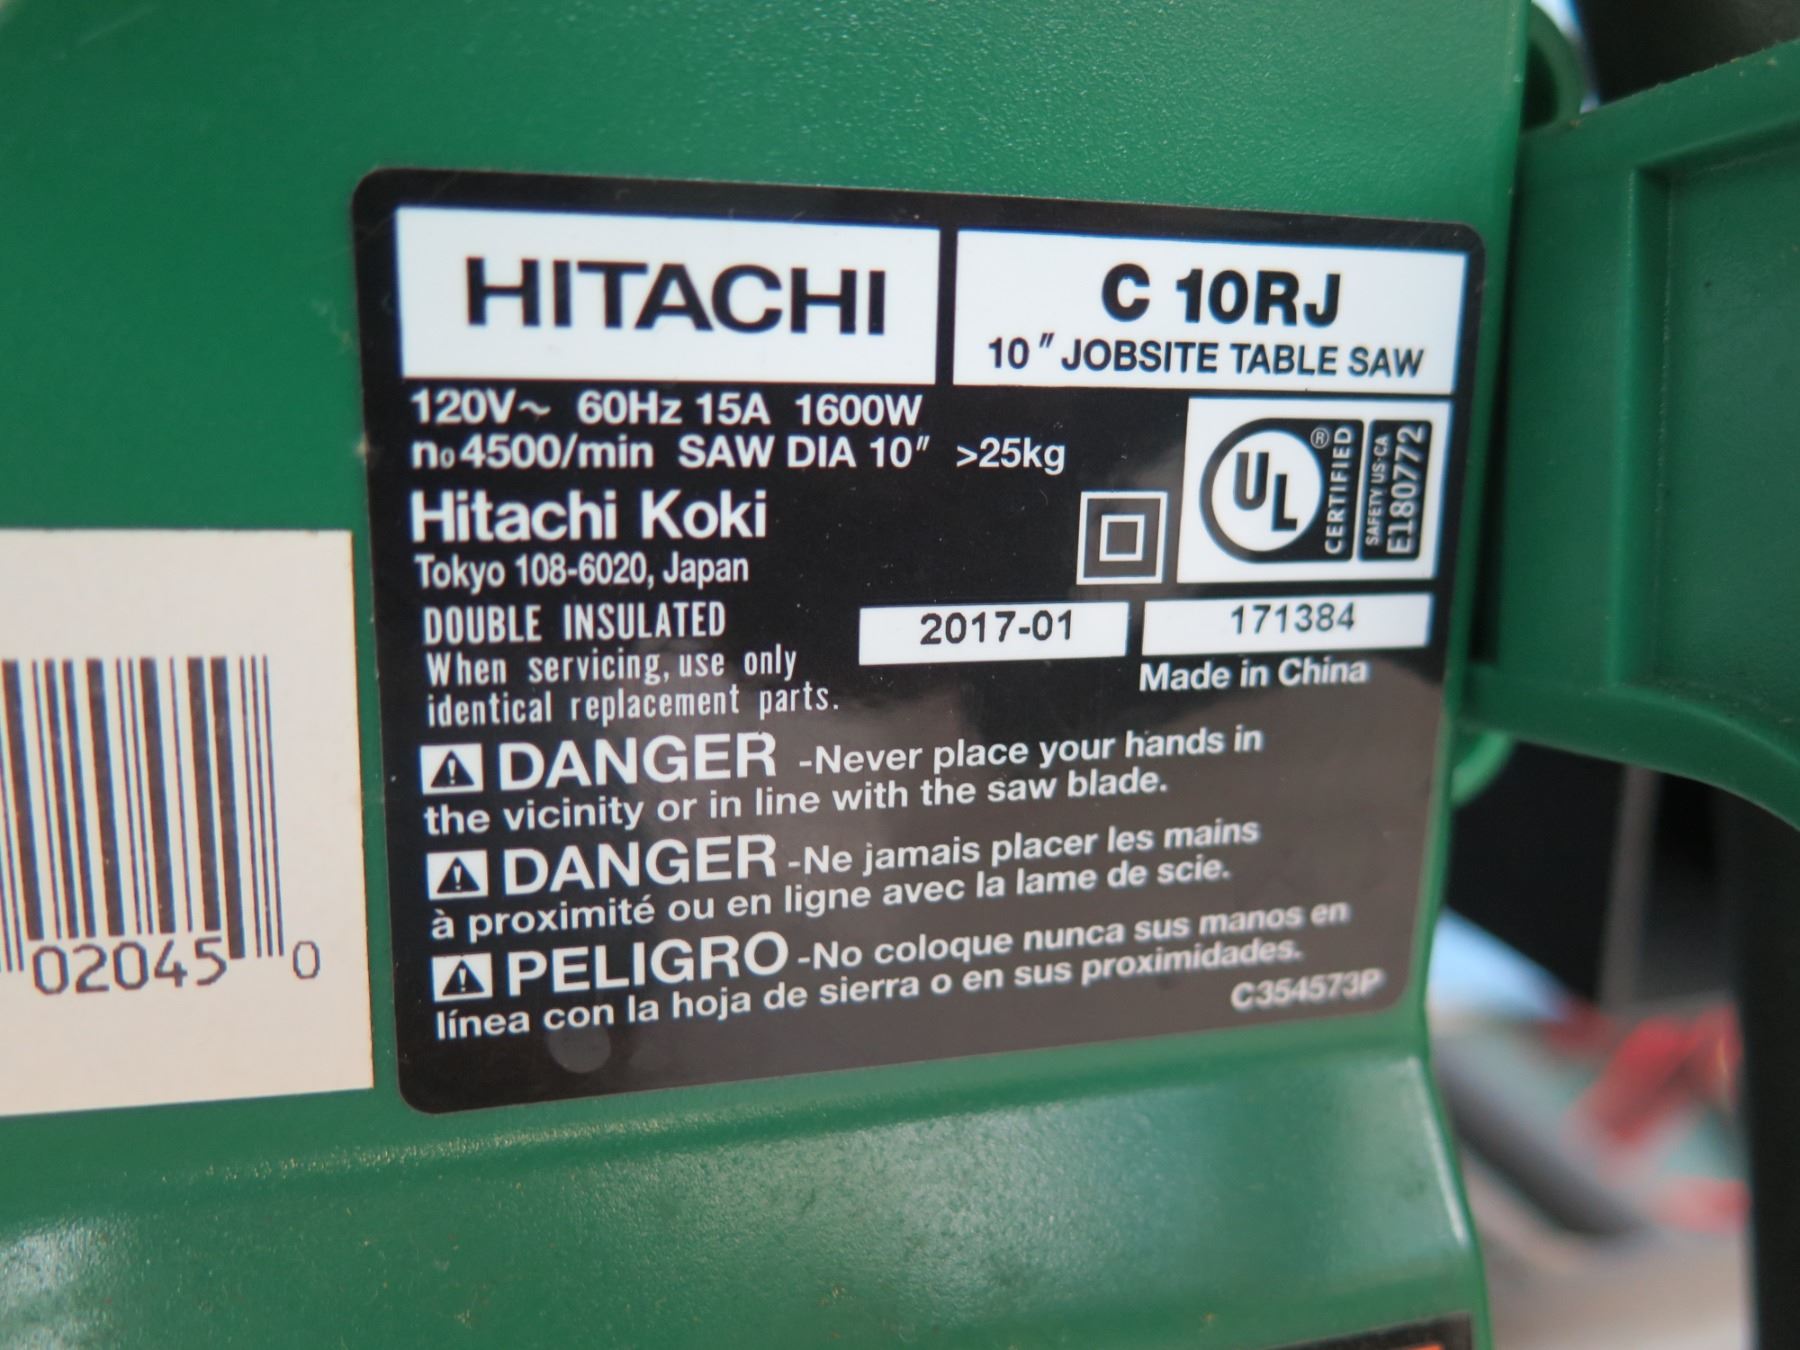 HITACHI
C 10RJ
10" JOBSITE TABLE SAW
120V~ 60Hz 15A 1600W
no4500/min SAW DIA 10" >25kg
Hitachi Koki
Tokyo 108-6020, Japan
DOUBLE INSULATED
When servicing, use only
identical replacement parts.
UL ® CERTIFIED
SAFETY US·CA
E180772
2017-01
171384
Made in China
⚠ DANGER -Never place your hands in
the vicinity or in line with the saw blade.
⚠ DANGER -Ne jamais placer les mains
à proximité ou en ligne avec la lame de scie.
⚠ PELIGRO -No coloque nunca sus manos en
línea con la hoja de sierra o en sus proximidades.
C354573P
02045 0